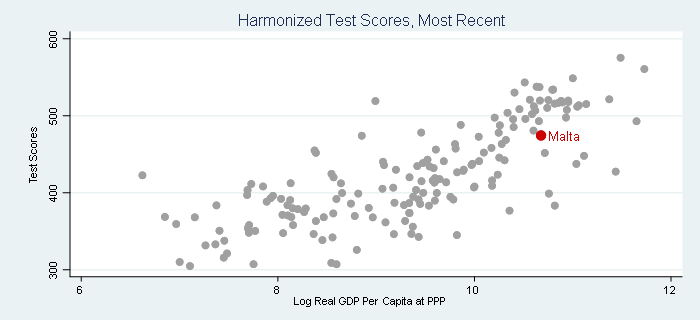 Harmonized Test Scores, Most Recent
600
500
400
300
Test Scores
Malta
6
8
10
12
Log Real GDP Per Capita at PPP